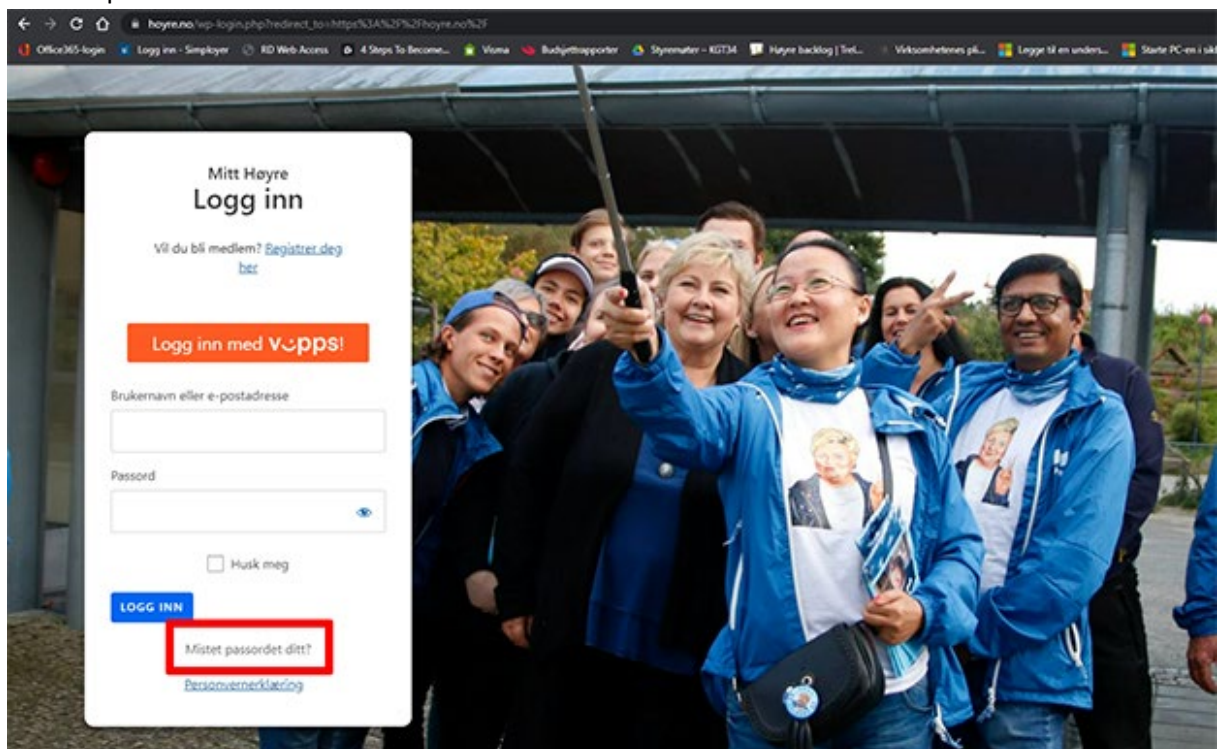 hoyre.no/wp-login.php?redirect_to=https%3A%2F%2Fhoyre.no%2F
Office365-login Logg inn - Simployer RD Web Access 4 Steps To Become... Visma Budsjettrapporter Styremøter – KGT34 Høyre backlog | Trel... Virksomhetenes pli... Legge til en unders... Starte PC-en i sikl
Mitt Høyre
Logg inn
Vil du bli medlem? Registrer deg
her
Logg inn med vipps!
Brukernavn eller e-postadresse
Passord
Husk meg
LOGG INN
Mistet passordet ditt?
Personvernerklæring